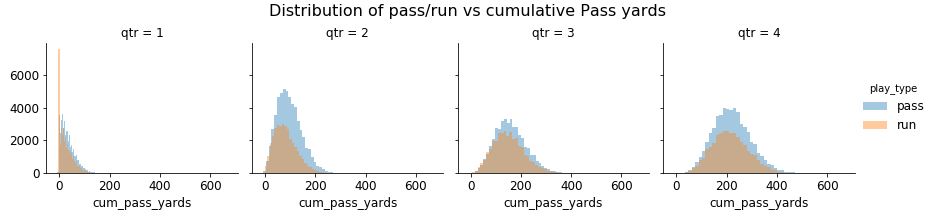 Distribution of pass/run vs cumulative Pass yards
qtr = 1
qtr = 2
qtr = 3
qtr = 4
6000
4000
2000
0
0 200 400 600
0 200 400 600
0 200 400 600
0 200 400 600
cum_pass_yards
cum_pass_yards
cum_pass_yards
cum_pass_yards
play_type
pass
run